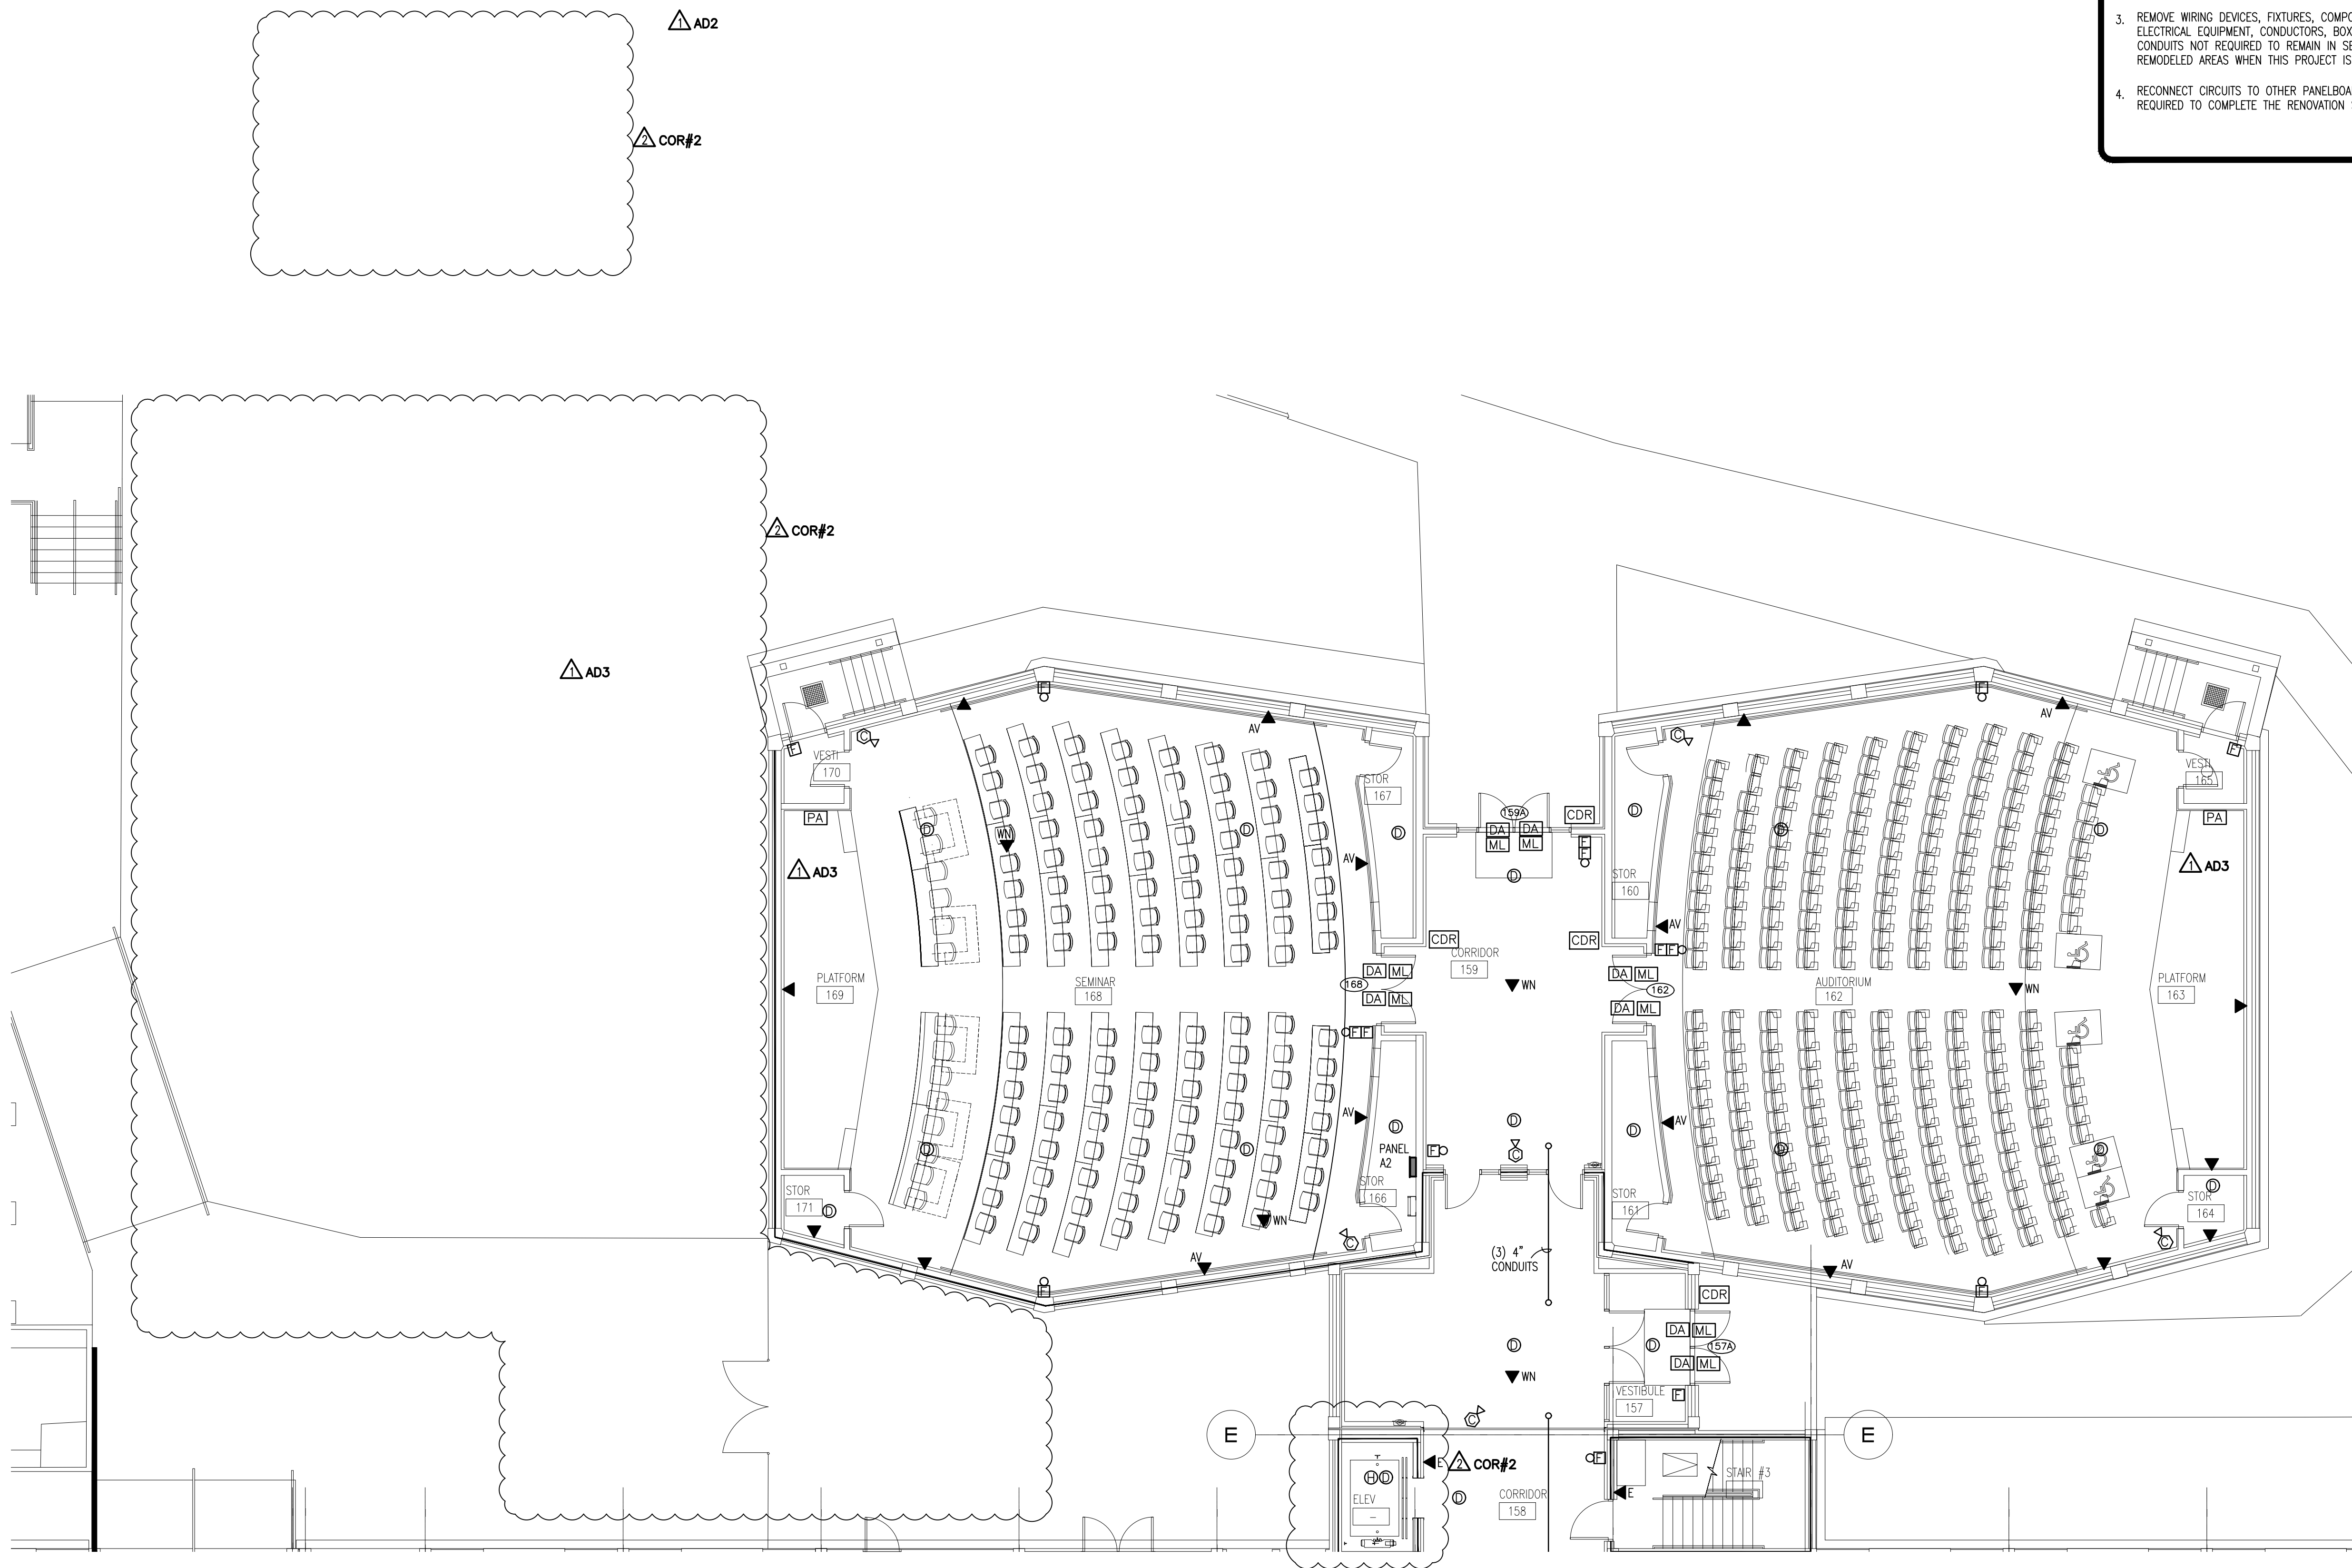 1 AD2
3. REMOVE WIRING DEVICES, FIXTURES,
ELECTRICAL EQUIPMENT, CONDUCTORS,
CONDUITS NOT REQUIRED TO REMAIN IN
REMODELED AREAS WHEN THIS PROJECT IS
4. RECONNECT CIRCUITS TO OTHER
REQUIRED TO COMPLETE THE RENOVATION
2 COR#2
2 COR#2
1 AD3
F
F
AV
AV
C
C
F
F
VESTI
170
STOR
167
VESTI
165
PA
D
WN
D
D
159A
CDR
D
D
D
PA
DA
DA
ML
ML
F
F
AV
1 AD3
D
STOR
160
1 AD3
AV
CDR
CDR
FF
CORRIDOR
159
DA ML
DA ML
PLATFORM
169
SEMINAR
168
168
WN
162
AUDITORIUM
162
WN
PLATFORM
163
DA ML
DA ML
FF
AV
D
D
AV
D
D
D
PANEL
A2
F
C
D
D
STOR
171
D
STOR
166
STOR
161
D
STOR
164
WN
C
C
AV
(3) 4"
CONDUITS
AV
F
F
CDR
DA ML
D
D
157A
DA ML
WN
VESTIBULE
157
F
C
E
E
E
2 COR#2
F
H D
STAIR #3
ELEV
-
D
CORRIDOR
158
E